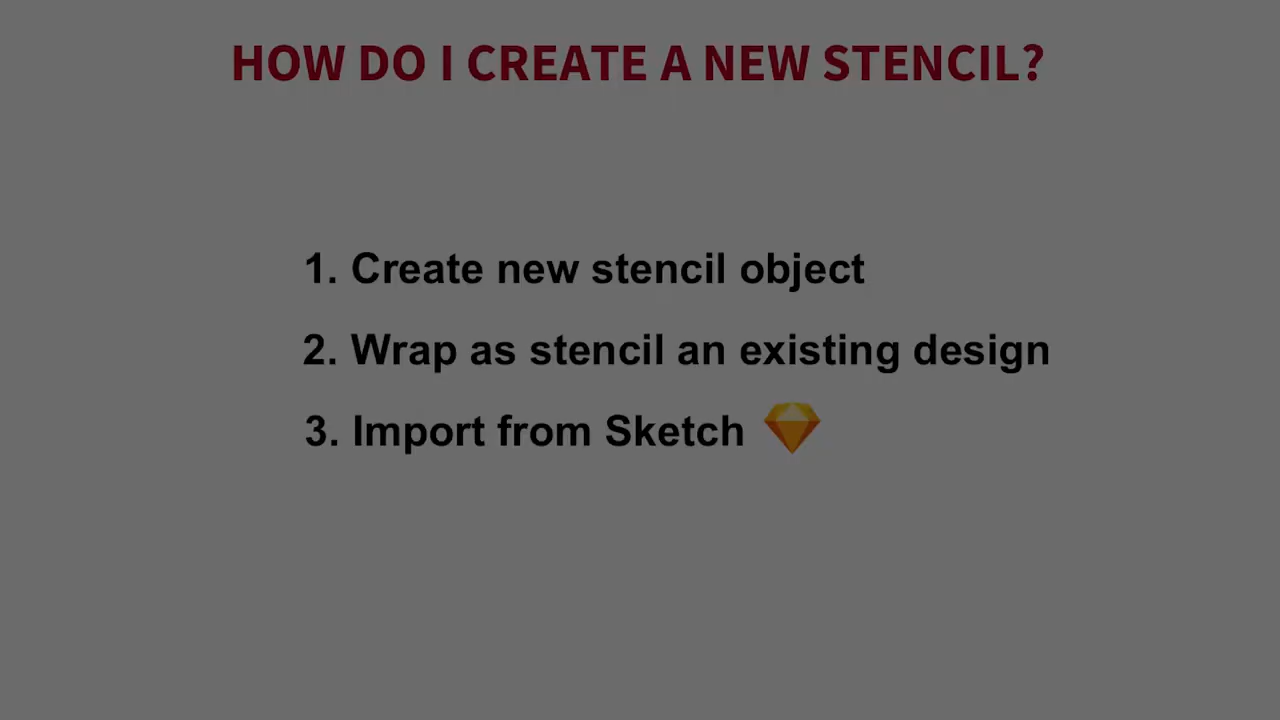 HOW DO I CREATE A NEW STENCIL?
1. Create new stencil object
2. Wrap as stencil an existing design
3. Import from Sketch